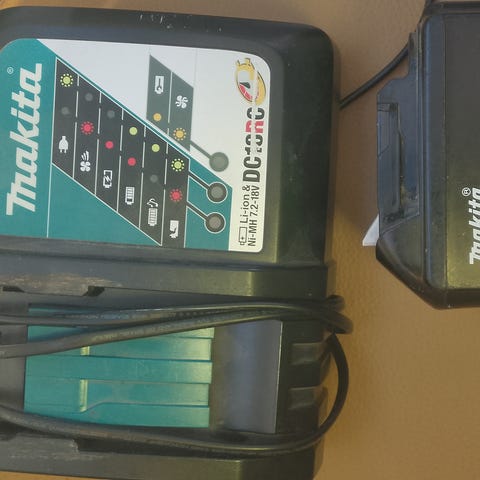 makita®
DC18RC
Li-ion &
Ni-MH 7.2-18V
makita®